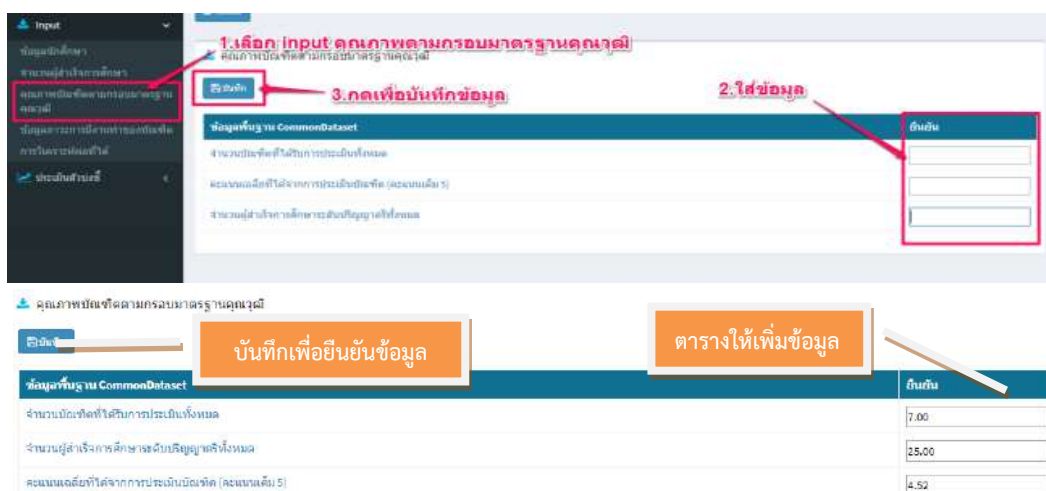 Input
1.เลือก input คุณภาพตามกรอบมาตรฐานคุณวุฒิ
ข้อมูลนักศึกษา
คุณภาพบัณฑิตตามกรอบมาตรฐานคุณวุฒิ
จำนวนผู้สำเร็จการศึกษา
คุณภาพบัณฑิตตามกรอบมาตรฐาน
คุณวุฒิ
บันทึก
3.กดเพื่อบันทึกข้อมูล
2.ใส่ข้อมูล
ข้อมูลภาวะการมีงานทำของบัณฑิต
ข้อมูลพื้นฐาน CommonDataset
ยืนยัน
การวิเคราะห์ผลที่ได้
จำนวนบัณฑิตที่ได้รับการประเมินทั้งหมด
ประเมินตัวบ่งชี้
คะแนนเฉลี่ยที่ได้จากการประเมินบัณฑิต (คะแนนเต็ม 5)
จำนวนผู้สำเร็จการศึกษาระดับปริญญาตรีทั้งหมด
คุณภาพบัณฑิตตามกรอบมาตรฐานคุณวุฒิ
บันทึกเพื่อยืนยันข้อมูล
ตารางให้เพิ่มข้อมูล
ข้อมูลพื้นฐาน CommonDataset
ยืนยัน
จำนวนบัณฑิตที่ได้รับการประเมินทั้งหมด
7.00
จำนวนผู้สำเร็จการศึกษาระดับปริญญาตรีทั้งหมด
25.00
คะแนนเฉลี่ยที่ได้จากการประเมินบัณฑิต (คะแนนเต็ม 5)
4.52